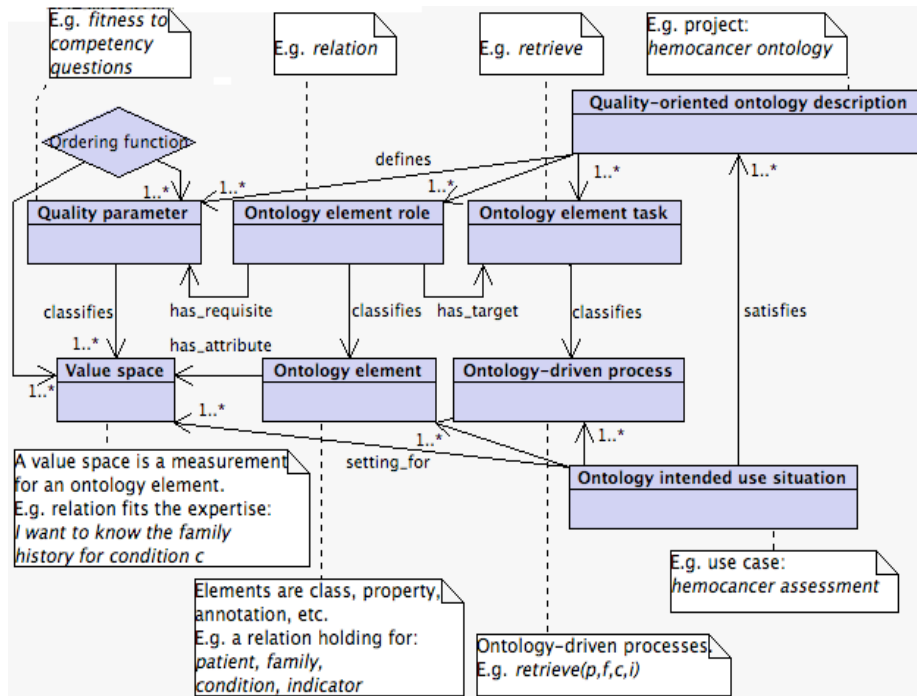 E.g. fitness to
competency
questions
E.g. relation
E.g. retrieve
E.g. project:
hemocancer ontology
Quality-oriented ontology description
Ordering function
defines
1..*
1..*
1..*
1..*
1..*
Quality parameter
Ontology element role
Ontology element task
classifies
has_requisite
classifies
has_target
classifies
satisfies
has_attribute
1..*
Value space
Ontology element
Ontology-driven process
1..*
1..*
1..*
1..*
setting_for
A value space is a measurement
for an ontology element.
E.g. relation fits the expertise:
I want to know the family
history for condition c
Ontology intended use situation
E.g. use case:
hemocancer assessment
Elements are class, property,
annotation, etc.
E.g. a relation holding for:
patient, family,
condition, indicator
Ontology-driven processes.
E.g. retrieve(p,f,c,i)